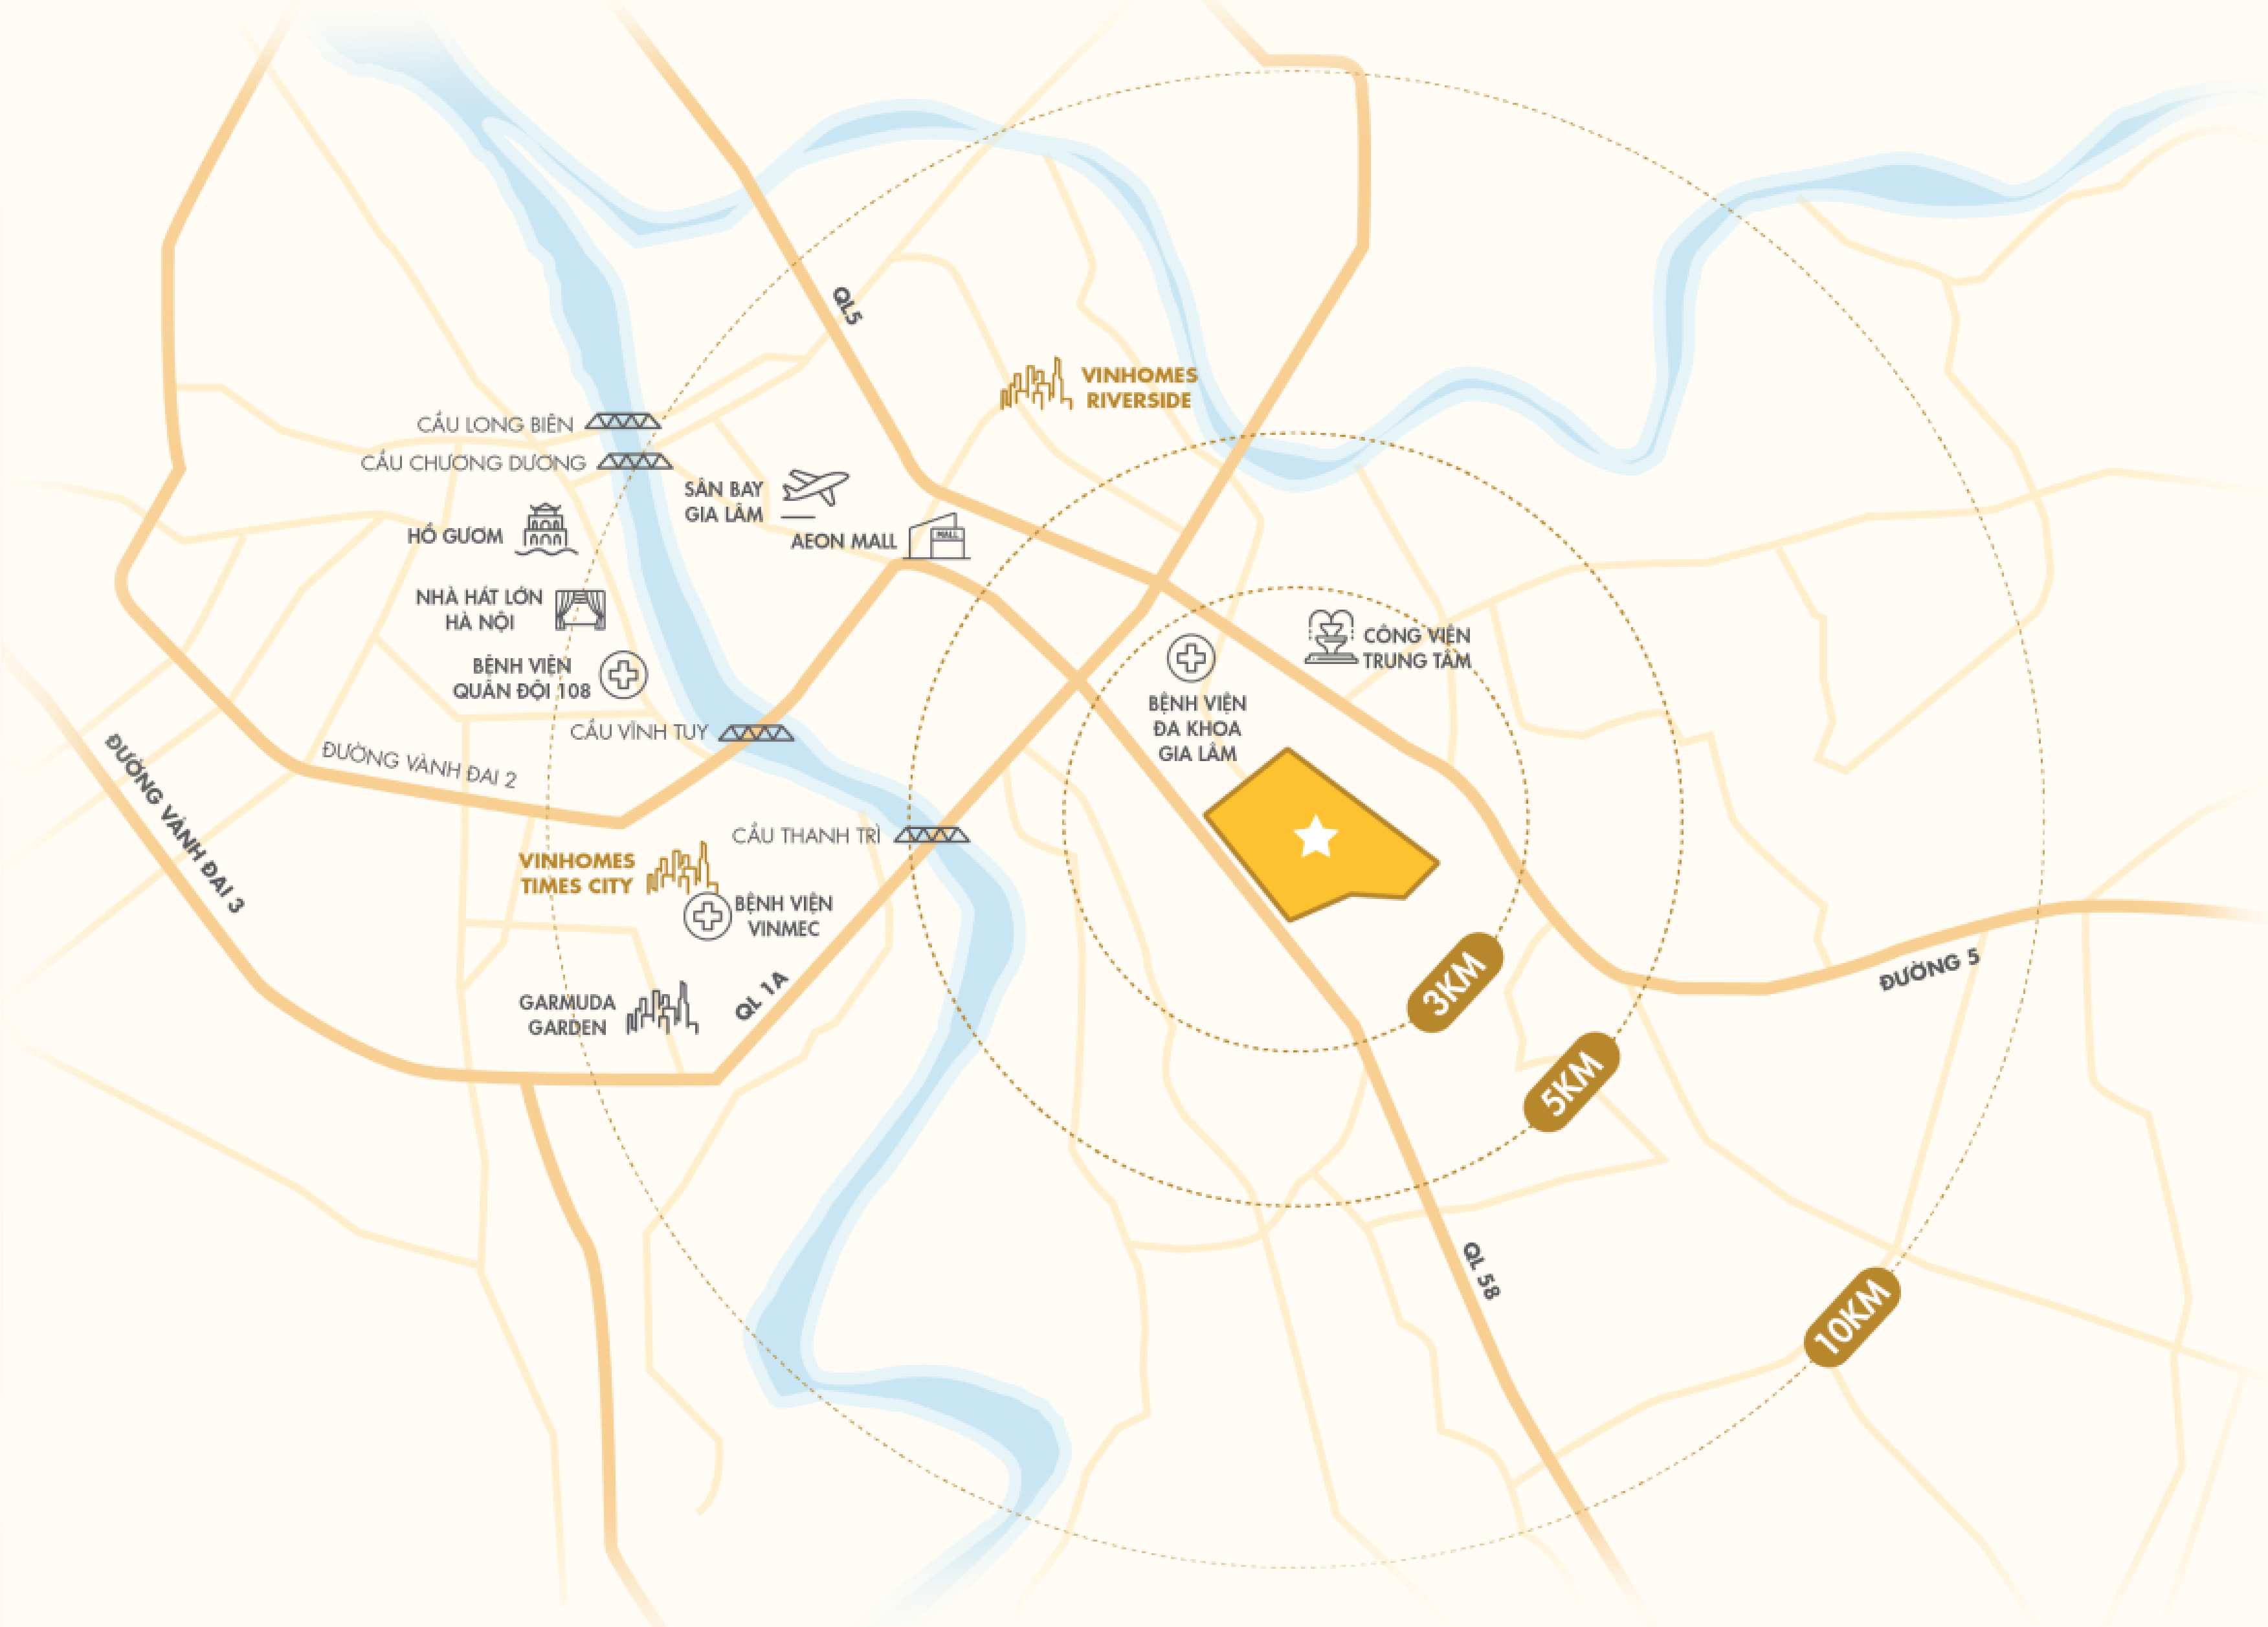 QL5
VINHOMES
RIVERSIDE
CẦU LONG BIÊN
CẦU CHƯƠNG DƯƠNG
SÂN BAY
GIA LÂM
MALL
AEON MALL
HỒ GƯƠM
NHÀ HÁT LỚN
HÀ NỘI
BỆNH VIỆN
QUÂN ĐỘI 108
CÔNG VIÊN
TRUNG TÂM
BỆNH VIỆN
ĐA KHOA
GIA LÂM
CẦU VĨNH TUY
ĐƯỜNG VÀNH ĐAI 2
ĐƯỜNG VÀNH ĐAI 3
CẦU THANH TRÌ
VINHOMES
TIMES CITY
BỆNH VIỆN
VINMEC
GARMUDA
GARDEN
QL 1A
3KM
ĐƯỜNG 5
5KM
QL 58
10KM